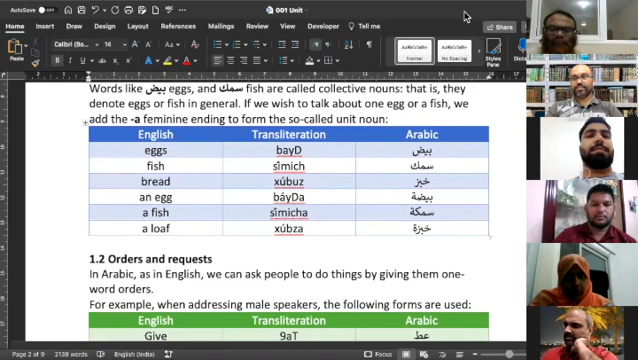 AutoSave OFF
001 Unit
Home Insert Draw Design Layout References Mailings Review View Developer Tell me
Share
Calibri (Bo... 14
Paste
Normal
No Spacing
Styles Pane
Dictate
Words like بيض eggs, and سمك fish are called collective nouns: that is, they
denote eggs or fish in general. If we wish to talk about one egg or a fish, we
add the -a feminine ending to form the so-called unit noun:
English Transliteration Arabic
eggs bayD بيض
fish sîmich سمك
bread xúbuz خبز
an egg báyDa بيضة
a fish sîmicha سمكة
a loaf xúbza خبزة
1.2 Orders and requests
In Arabic, as in English, we can ask people to do things by giving them one-
word orders.
For example, when addressing male speakers, the following forms are used:
English Transliteration Arabic
Give 9aT عط
Page 2 of 9 2138 words English (India) Focus